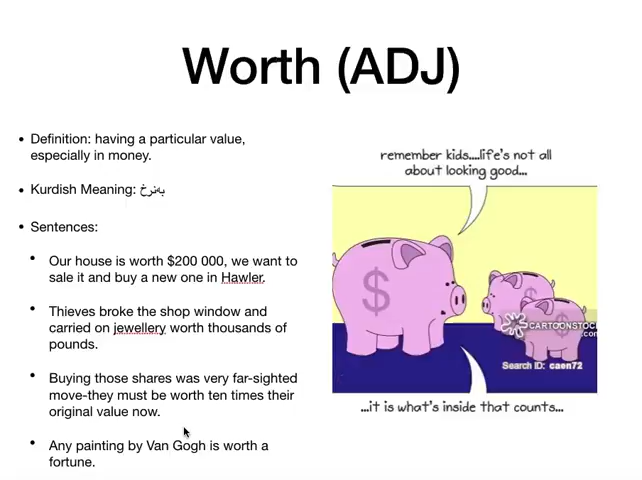 Worth (ADJ)
• Definition: having a particular value,
especially in money.
• Kurdish Meaning: بەنرخ
• Sentences:
• Our house is worth $200 000, we want to
sale it and buy a new one in Hawler.
• Thieves broke the shop window and
carried on jewellery worth thousands of
pounds.
• Buying those shares was very far-sighted
move-they must be worth ten times their
original value now.
• Any painting by Van Gogh is worth a
fortune.
remember kids....life's not all
about looking good...
$
$
$
CARTOONSTOC
.com
Search ID: caen72
...it is what's inside that counts...